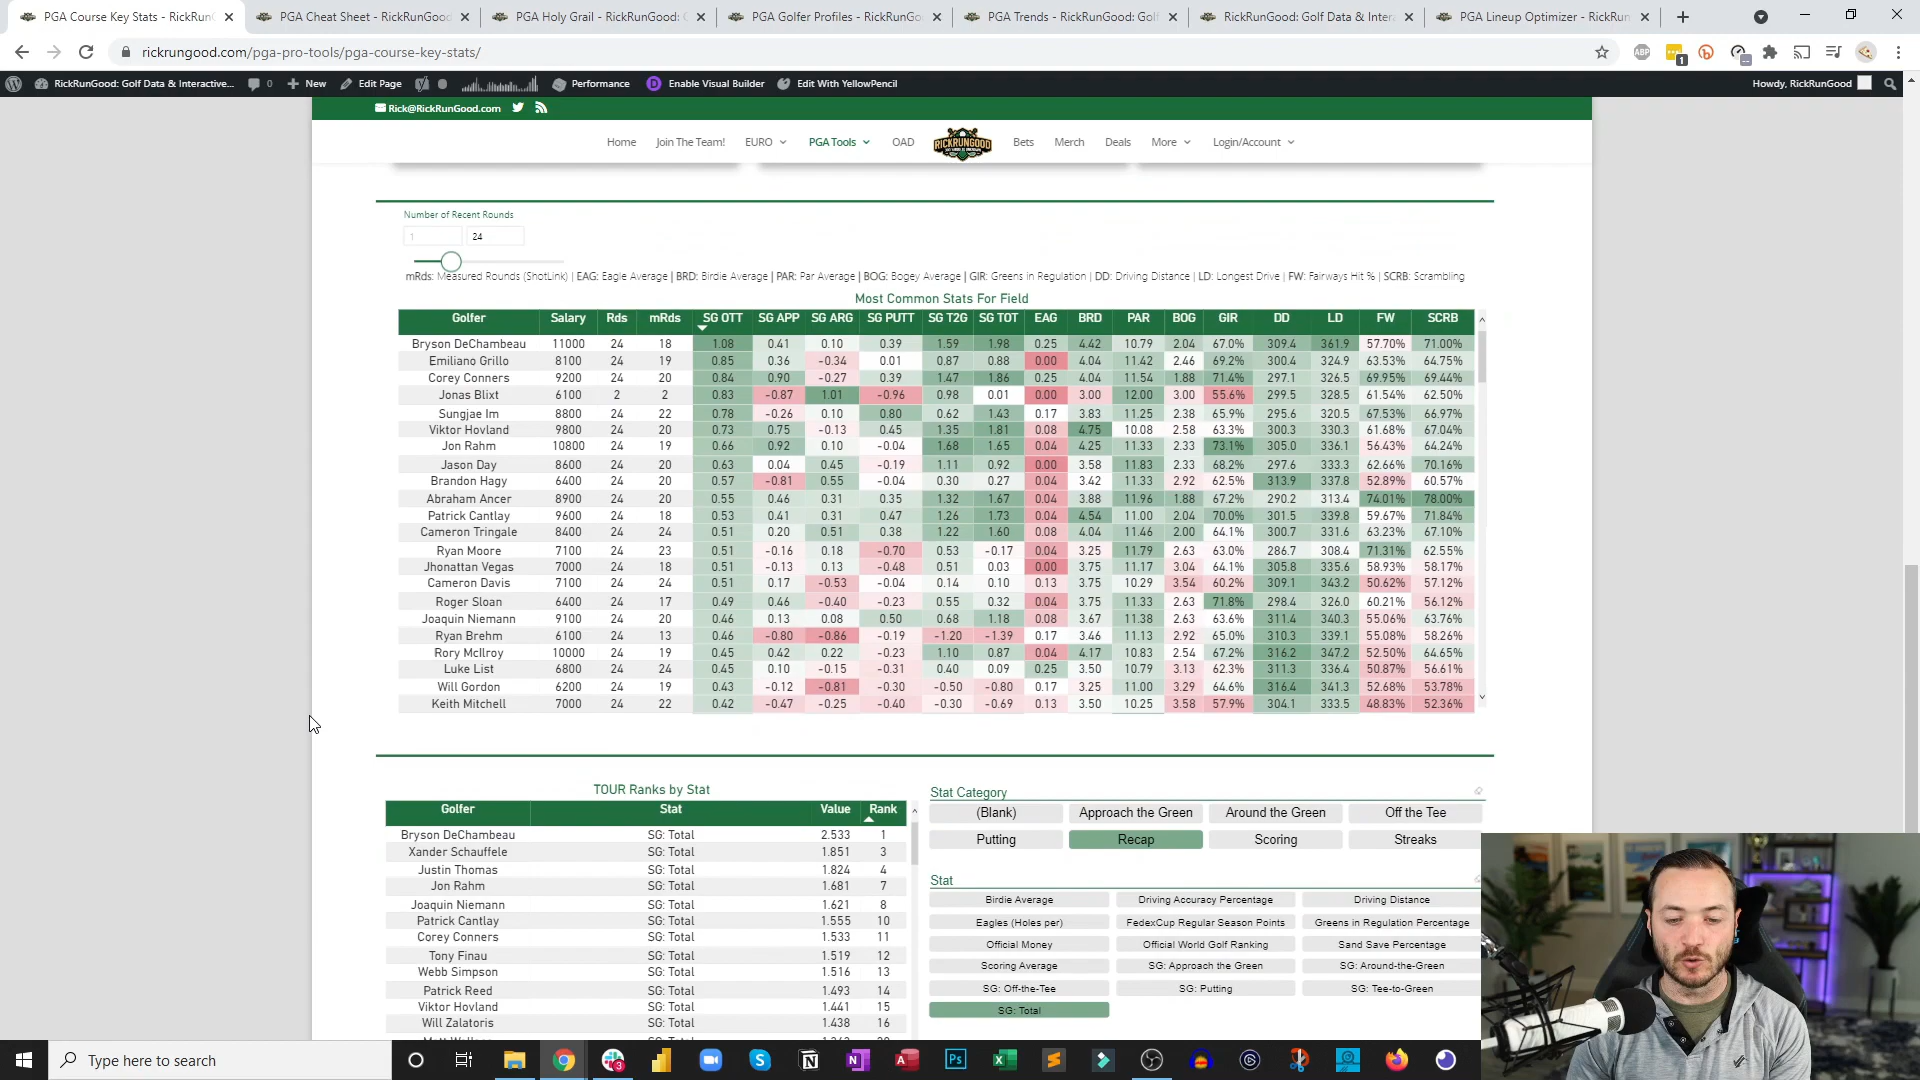 PGA Course Key Stats - RickRun
PGA Cheat Sheet - RickRunGood
PGA Holy Grail - RickRunGood:
PGA Golfer Profiles - RickRunGo
PGA Trends - RickRunGood: Golf
RickRunGood: Golf Data & Inter
PGA Lineup Optimizer - RickRun
rickrungood.com/pga-pro-tools/pga-course-key-stats/
RickRunGood: Golf Data & Interactive... 0 New Edit Page Performance Enable Visual Builder Edit With YellowPencil Howdy, RickRunGood
Rick@RickRunGood.com
Home Join The Team! EURO PGA Tools OAD RICKRUNGOOD Bets Merch Deals More Login/Account
Number of Recent Rounds
1 24
mRds: Measured Rounds (ShotLink) | EAG: Eagle Average | BRD: Birdie Average | PAR: Par Average | BOG: Bogey Average | GIR: Greens in Regulation | DD: Driving Distance | LD: Longest Drive | FW: Fairways Hit % | SCRB: Scrambling
Most Common Stats For Field
Golfer Salary Rds mRds SG OTT SG APP SG ARG SG PUTT SG T2G SG TOT EAG BRD PAR BOG GIR DD LD FW SCRB
Bryson DeChambeau 11000 24 18 1.08 0.41 0.10 0.39 1.59 1.98 0.25 4.42 10.79 2.04 67.0% 309.4 361.9 57.70% 71.00%
Emiliano Grillo 8100 24 19 0.85 0.36 -0.34 0.01 0.87 0.88 0.00 4.04 11.42 2.46 69.2% 300.4 324.9 63.53% 64.75%
Corey Conners 9200 24 20 0.84 0.90 -0.27 0.39 1.47 1.86 0.25 4.04 11.54 1.88 71.4% 297.1 326.5 69.95% 69.44%
Jonas Blixt 6100 2 2 0.83 -0.87 1.01 -0.96 0.98 0.01 0.00 3.00 12.00 3.00 55.6% 299.5 328.5 61.54% 62.50%
Sungjae Im 8800 24 22 0.78 -0.26 0.10 0.80 0.62 1.43 0.17 3.83 11.25 2.38 65.9% 295.6 320.5 67.53% 66.97%
Viktor Hovland 9800 24 20 0.73 0.75 -0.13 0.45 1.35 1.81 0.08 4.75 10.08 2.58 63.3% 300.3 330.3 61.68% 67.04%
Jon Rahm 10800 24 19 0.66 0.92 0.10 -0.04 1.68 1.65 0.04 4.25 11.33 2.33 73.1% 305.0 336.1 56.43% 64.24%
Jason Day 8600 24 20 0.63 0.04 0.45 -0.19 1.11 0.92 0.00 3.58 11.83 2.33 68.2% 297.6 333.3 62.66% 70.16%
Brandon Hagy 6400 24 20 0.57 -0.81 0.55 -0.04 0.30 0.27 0.04 3.42 11.33 2.92 62.5% 313.9 337.8 52.89% 60.57%
Abraham Ancer 8900 24 20 0.55 0.46 0.31 0.35 1.32 1.67 0.04 3.88 11.96 1.88 67.2% 290.2 313.4 74.01% 78.00%
Patrick Cantlay 9600 24 18 0.53 0.41 0.31 0.47 1.26 1.73 0.04 4.54 11.00 2.04 70.0% 301.5 339.8 59.67% 71.84%
Cameron Tringale 8400 24 24 0.51 0.20 0.51 0.38 1.22 1.60 0.08 4.04 11.46 2.00 64.1% 300.7 331.6 63.23% 67.10%
Ryan Moore 7100 24 23 0.51 -0.16 0.18 -0.70 0.53 -0.17 0.04 3.25 11.79 2.63 63.0% 286.7 308.4 71.31% 62.55%
Jhonattan Vegas 7000 24 18 0.51 -0.13 0.13 -0.48 0.51 0.03 0.00 3.75 11.17 3.04 64.1% 305.8 335.6 58.93% 58.17%
Cameron Davis 7100 24 24 0.51 0.17 -0.53 -0.04 0.14 0.10 0.13 3.75 10.29 3.54 60.2% 309.1 343.2 50.62% 57.12%
Roger Sloan 6400 24 17 0.49 0.46 -0.40 -0.23 0.55 0.32 0.04 3.75 11.33 2.63 71.8% 298.4 326.0 60.21% 56.12%
Joaquin Niemann 9100 24 20 0.46 0.13 0.08 0.50 0.68 1.18 0.08 3.67 11.38 2.63 63.6% 311.4 340.3 55.06% 63.76%
Ryan Brehm 6100 24 13 0.46 -0.80 -0.86 -0.19 -1.20 -1.39 0.17 3.46 11.13 2.92 65.0% 310.3 339.1 55.08% 58.26%
Rory McIlroy 10000 24 19 0.45 0.42 0.22 -0.23 1.10 0.87 0.04 4.17 10.83 2.54 67.2% 316.2 347.2 52.50% 64.65%
Luke List 6800 24 24 0.45 0.10 -0.15 -0.31 0.40 0.09 0.25 3.50 10.79 3.13 62.3% 311.3 336.4 50.87% 56.61%
Will Gordon 6200 24 19 0.43 -0.12 -0.81 -0.30 -0.50 -0.80 0.17 3.25 11.00 3.29 64.6% 316.4 341.3 52.68% 53.78%
Keith Mitchell 7000 24 22 0.42 -0.47 -0.25 -0.40 -0.30 -0.69 0.13 3.50 10.25 3.58 57.9% 304.1 333.5 48.83% 52.36%
TOUR Ranks by Stat
Golfer Stat Value Rank
Bryson DeChambeau SG: Total 2.533 1
Xander Schauffele SG: Total 1.851 3
Justin Thomas SG: Total 1.824 4
Jon Rahm SG: Total 1.681 7
Joaquin Niemann SG: Total 1.621 8
Patrick Cantlay SG: Total 1.555 10
Corey Conners SG: Total 1.533 11
Tony Finau SG: Total 1.519 12
Webb Simpson SG: Total 1.516 13
Patrick Reed SG: Total 1.493 14
Viktor Hovland SG: Total 1.441 15
Will Zalatoris SG: Total 1.438 16
Stat Category
(Blank) Approach the Green Around the Green Off the Tee
Putting Recap Scoring Streaks
Stat
Birdie Average Driving Accuracy Percentage Driving Distance
Eagles (Holes per) FedexCup Regular Season Points Greens in Regulation Percentage
Official Money Official World Golf Ranking Sand Save Percentage
Scoring Average SG: Approach the Green SG: Around-the-Green
SG: Off-the-Tee SG: Putting SG: Tee-to-Green
SG: Total
Type here to search